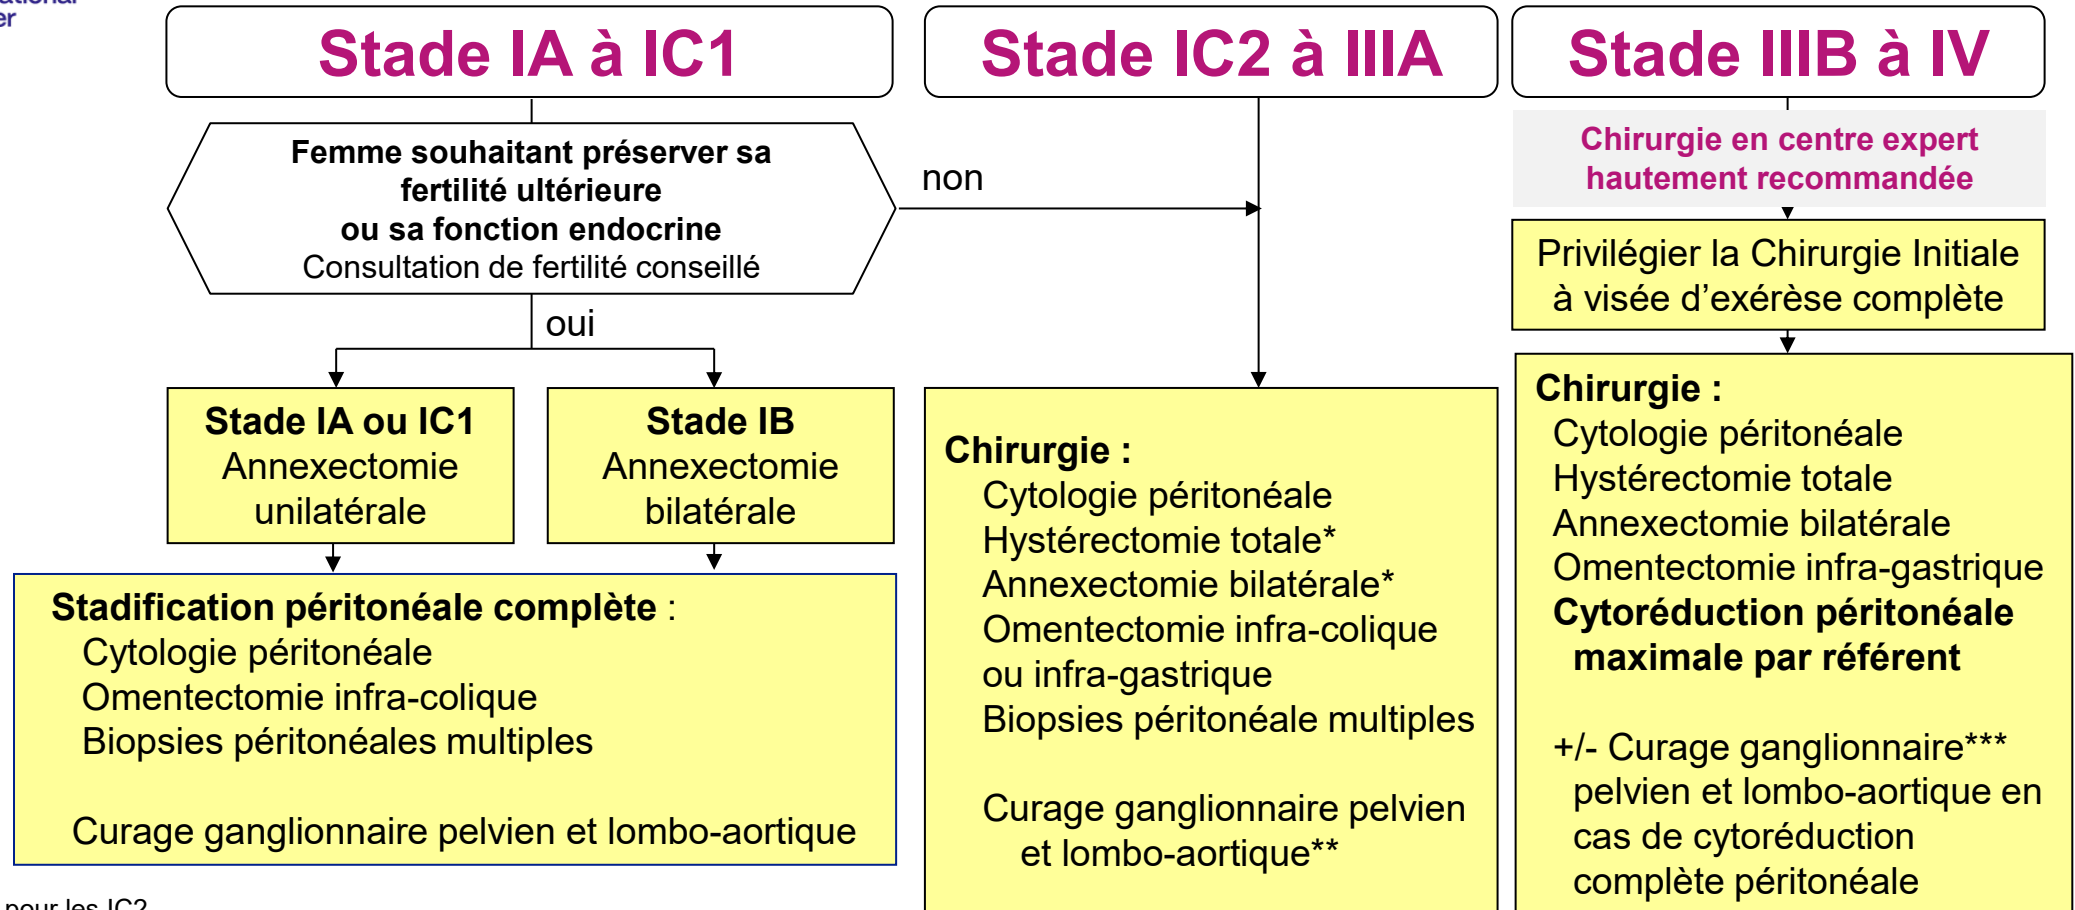 er
Stade IA à IC1
Stade IC2 à IIIA
Stade IIIB à IV
Femme souhaitant préserver sa
fertilité ultérieure
ou sa fonction endocrine
Consultation de fertilité conseillé
non
oui
Stade IA ou IC1
Annexectomie
unilatérale
Stade IB
Annexectomie
bilatérale
Stadification péritonéale complète :
Cytologie péritonéale
Omentectomie infra-colique
Biopsies péritonéales multiples
Curage ganglionnaire pelvien et lombo-aortique
Chirurgie :
Cytologie péritonéale
Hystérectomie totale*
Annexectomie bilatérale*
Omentectomie infra-colique
ou infra-gastrique
Biopsies péritonéale multiples
Curage ganglionnaire pelvien
et lombo-aortique**
Chirurgie en centre expert
hautement recommandée
Privilégier la Chirurgie Initiale
à visée d’exérèse complète
Chirurgie :
Cytologie péritonéale
Hystérectomie totale
Annexectomie bilatérale
Omentectomie infra-gastrique
Cytoréduction péritonéale
maximale par référent
+/- Curage ganglionnaire***
pelvien et lombo-aortique en
cas de cytoréduction
complète péritonéale
pour les IC2